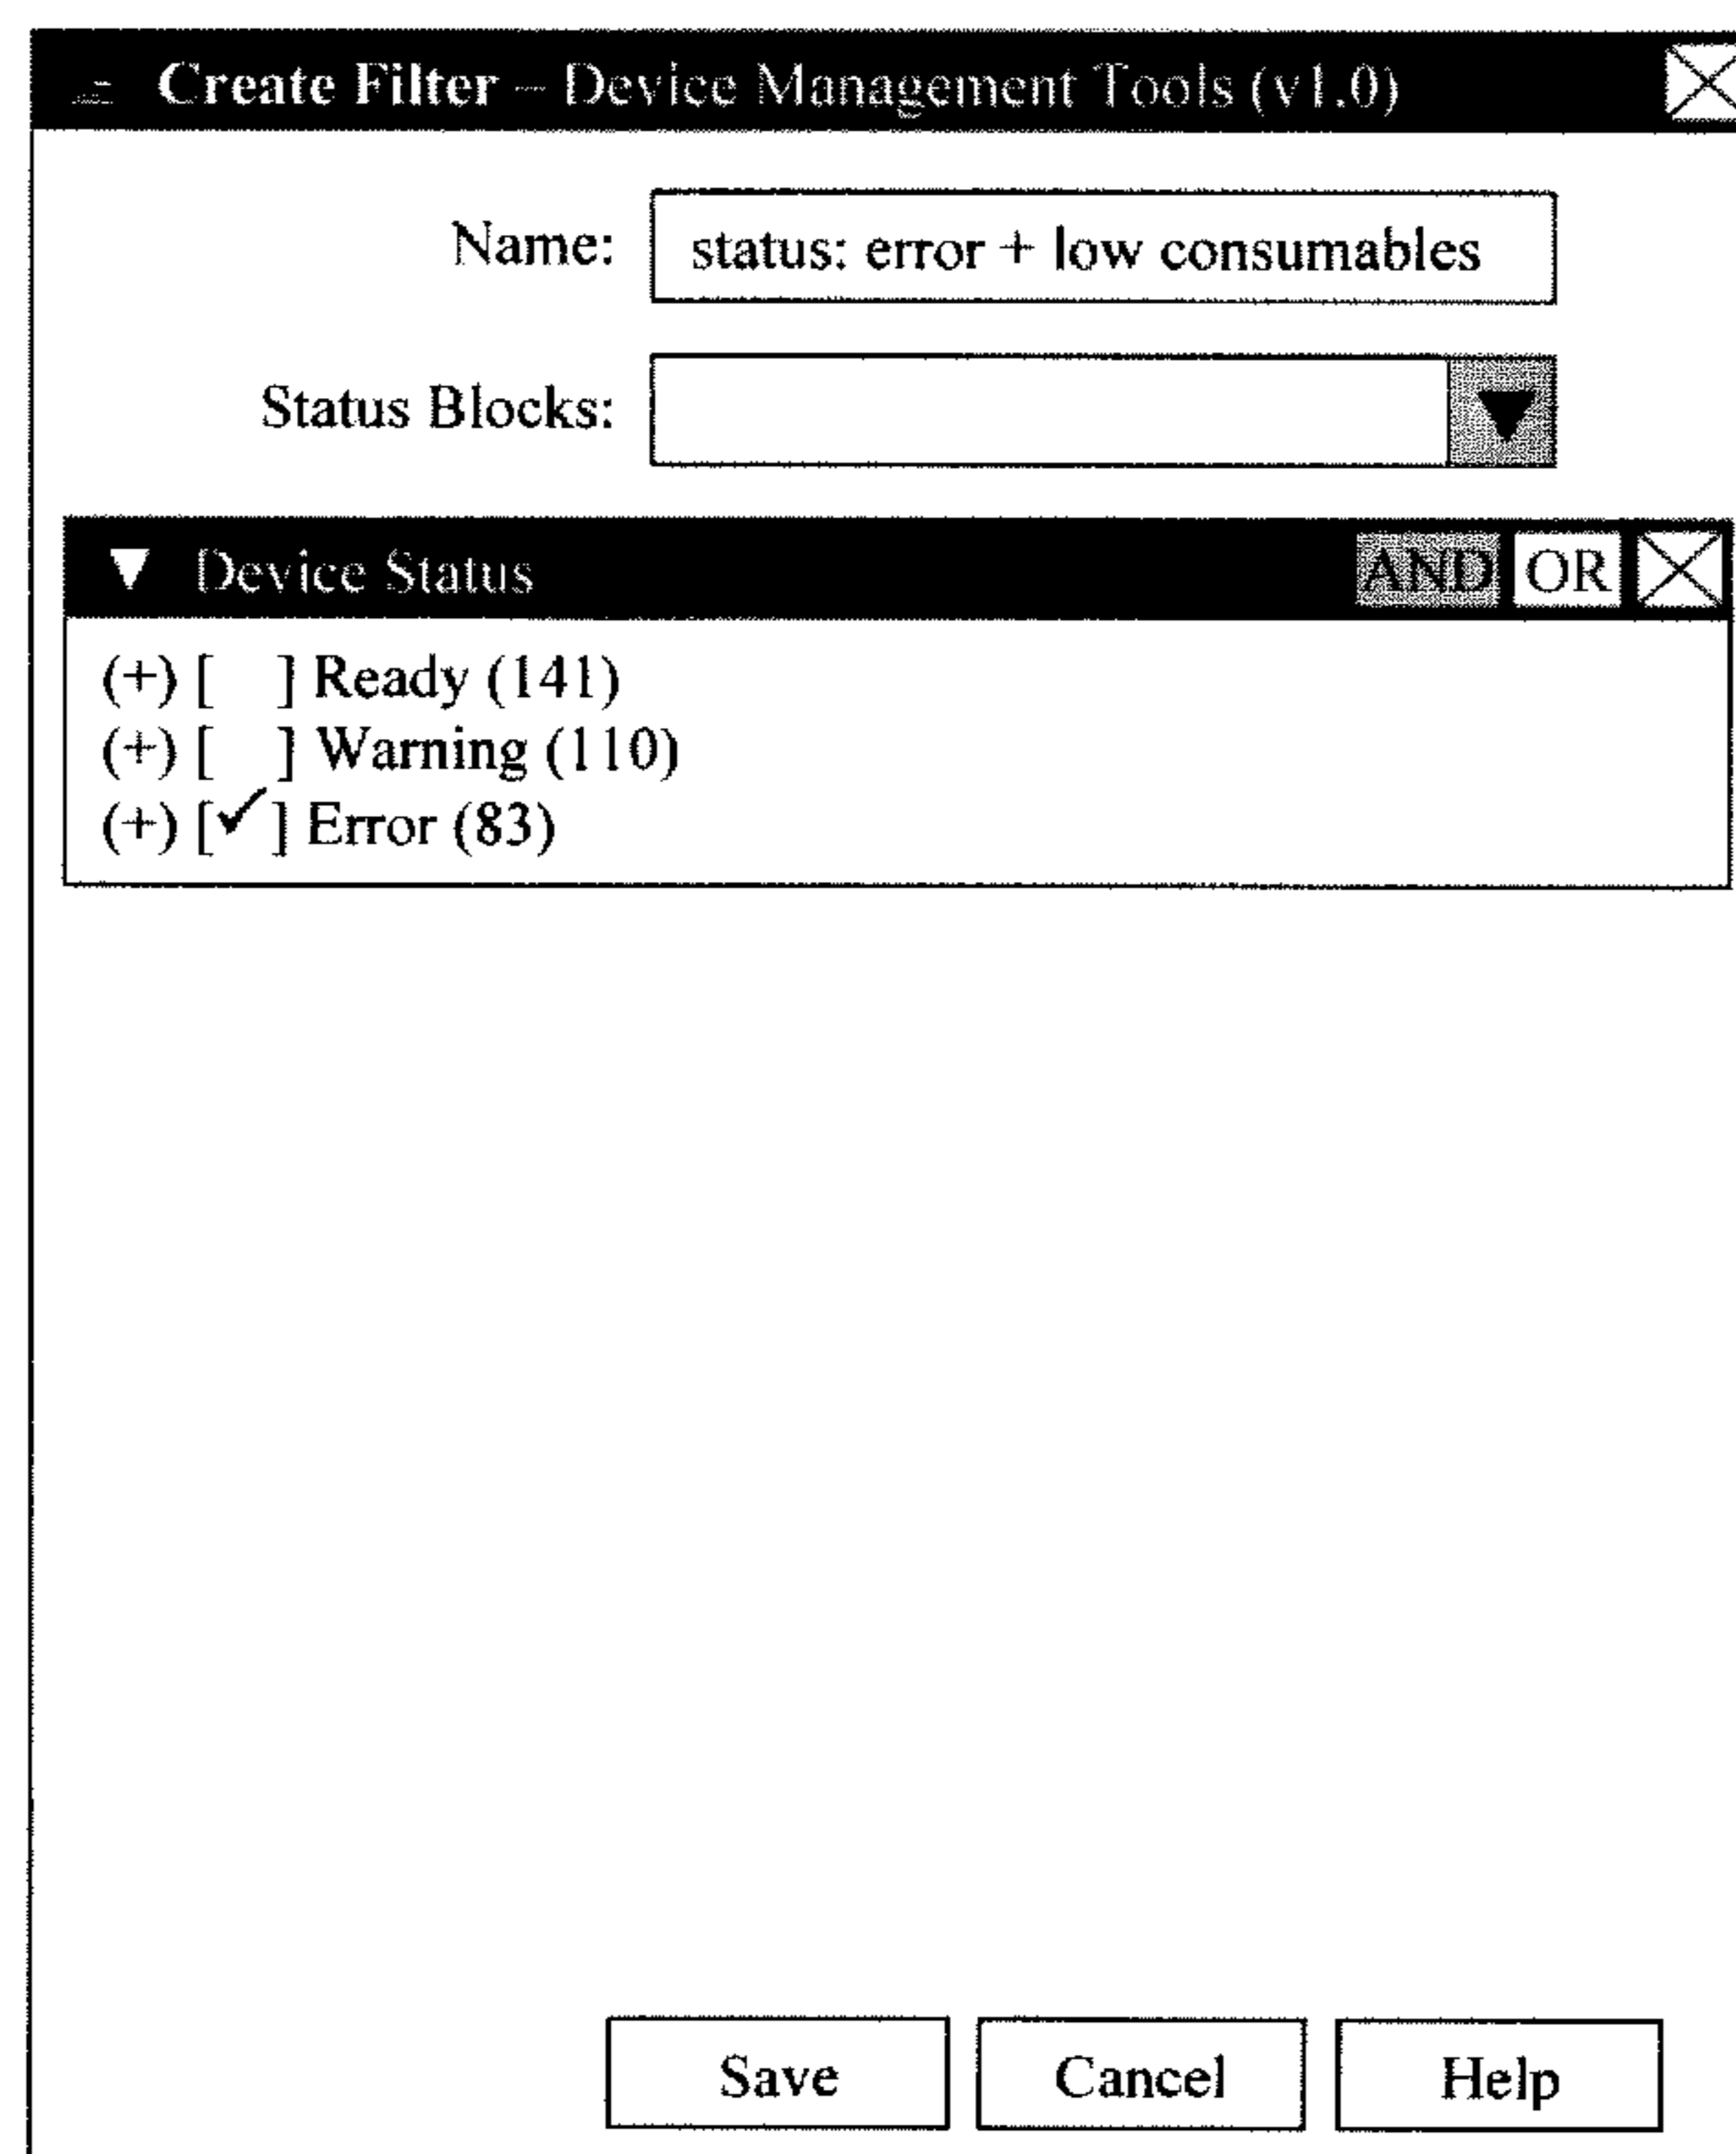 Create Filter – Device Management Tools (v1.0)
Name: status: error + low consumables
Status Blocks:
Device Status AND OR
(+) [ ] Ready (141)
(+) [ ] Warning (110)
(+) [✓] Error (83)
Save Cancel Help